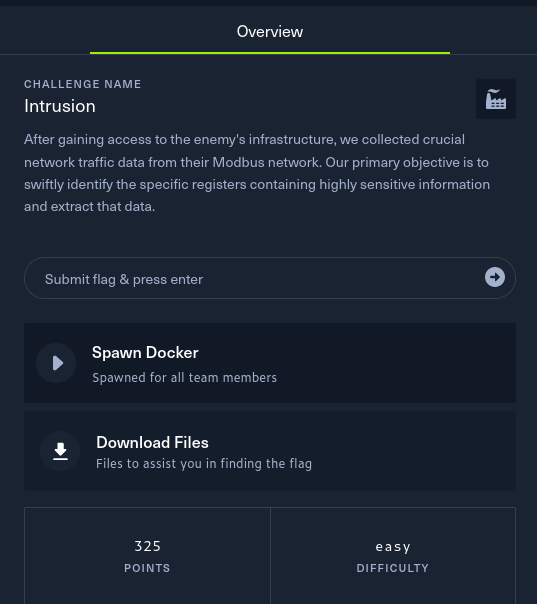 Overview
CHALLENGE NAME
Intrusion
After gaining access to the enemy's infrastructure, we collected crucial
network traffic data from their Modbus network. Our primary objective is to
swiftly identify the specific registers containing highly sensitive information
and extract that data.
Submit flag & press enter
Spawn Docker
Spawned for all team members
Download Files
Files to assist you in finding the flag
325
POINTS
easy
DIFFICULTY